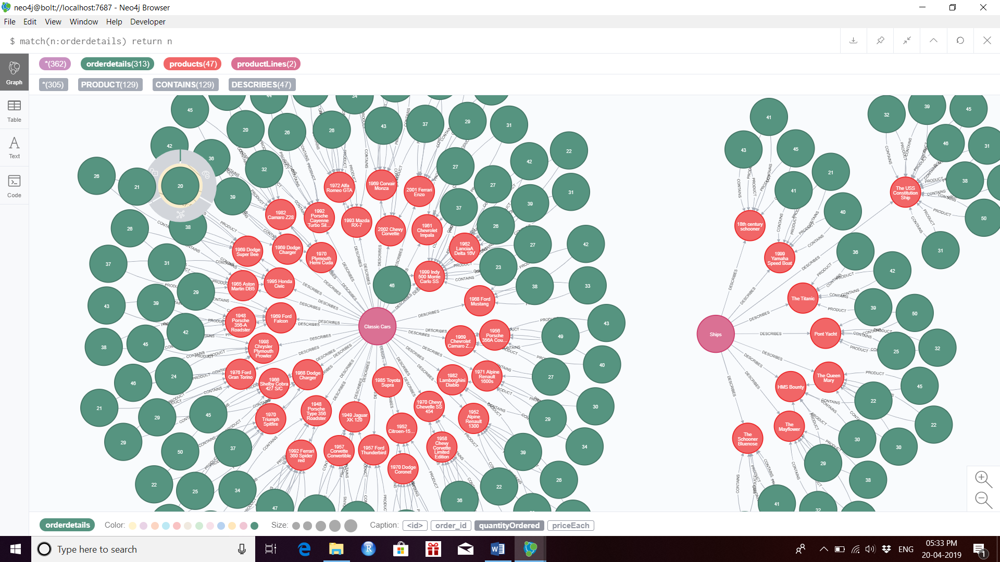 neo4j@bolt://localhost:7687 - Neo4j Browser
File Edit View Window Help Developer
$ match(n:orderdetails) return n
*(362) orderdetails(313) products(47) productLines(2)
*(305) PRODUCT(129) CONTAINS(129) DESCRIBES(47)
Graph
Table
Text
Code
45
44
34
20
26
26
43
37
29
31
42
36
32
26
21
20
39
27
42
22
27
39
31
37
26
38
26
27
42
37
31
23
38
33
46
43
39
29
42
38
45
24
46
21
29
45
29
50
37
22
25
34
47
49
43
40
27
30
29
34
39
26
22
36
1972 Alfa
Romeo GTA
1969 Corvair
Monza
2001 Ferrari
Enzo
1982
Camaro Z28
1992
Porsche
Cayenne
Turbo Sil...
1993 Mazda
RX-7
2002 Chevy
Corvette
1961
Chevrolet
Impala
1962
LanciaA
Delta 16V
1969 Dodge
Super Bee
1969 Dodge
Charger
1970
Plymouth
Hemi Cuda
1999 Indy
500 Monte
Carlo SS
1965 Aston
Martin DB5
1995 Honda
Civic
1968 Ford
Mustang
1948
Porsche
356-A
Roadster
1969 Ford
Falcon
Classic Cars
1969
Chevrolet
Camaro Z...
1956
Porsche
356A Cou...
1998
Chrysler
Plymouth
Prowler
1976 Ford
Gran Torino
1966
Shelby Cobra
427 S/C
1968 Dodge
Charger
1985 Toyota
Supra
1982
Lamborghini
Diablo
1971 Alpine
Renault
1600s
1970
Triumph
Spitfire
1948
Porsche
Type 356
Roadster
1949 Jaguar
XK 120
1970 Chevy
Chevelle SS
454
1952
Alpine
Renault
1300
1952
Citroen-15...
1992 Ferrari
360 Spider
red
1957
Corvette
Convertible
1957 Ford
Thunderbird
1958
Chevy
Corvette
Limited
Edition
1970 Dodge
Coronet
DESCRIBES
PRODUCT
CONTAINS
41
43
45
21
41
40
32
39
45
46
31
38
50
31
36
42
39
50
25
32
45
22
22
30
30
29
38
41
32
The USS
Constitution
Ship
18th century
schooner
1999
Yamaha
Speed Boat
The Titanic
Ships
Pont Yacht
The Queen
Mary
HMS Bounty
The
Mayflower
The
Schooner
Bluenose
DESCRIBES
PRODUCT
CONTAINS
orderdetails Color: Size: Caption: <id> order_id quantityOrdered priceEach
Type here to search
ENG
05:33 PM
20-04-2019
1